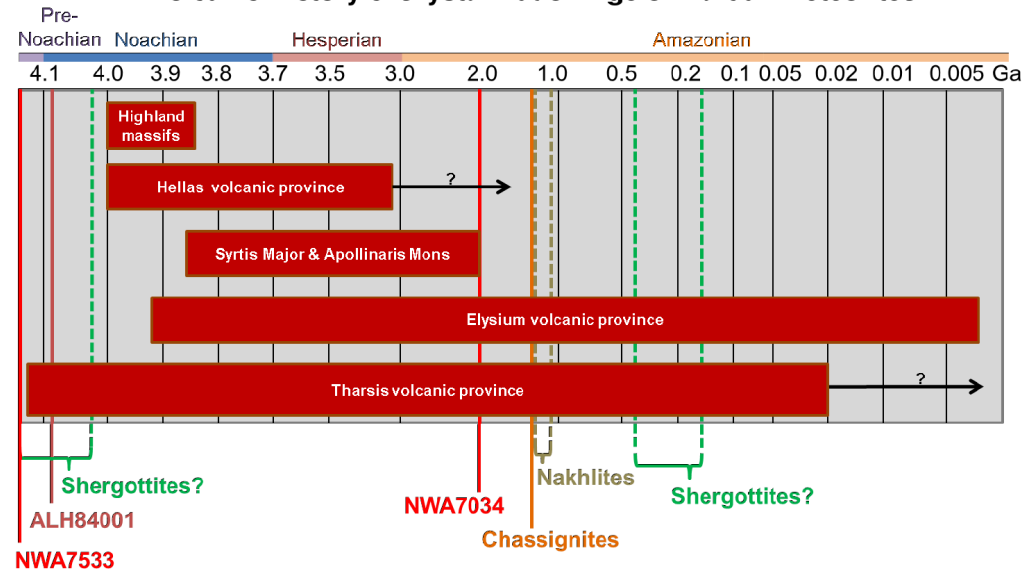 Pre-
Noachian Noachian Hesperian Amazonian
4.1 4.0 3.9 3.8 3.7 3.5 3.0 2.0 1.0 0.5 0.2 0.1 0.05 0.02 0.01 0.005 Ga
Highland
massifs
Hellas volcanic province
?
Syrtis Major & Apollinaris Mons
Elysium volcanic province
Tharsis volcanic province
?
Shergottites?
Nakhlites
Shergottites?
NWA7034
ALH84001
Chassignites
NWA7533